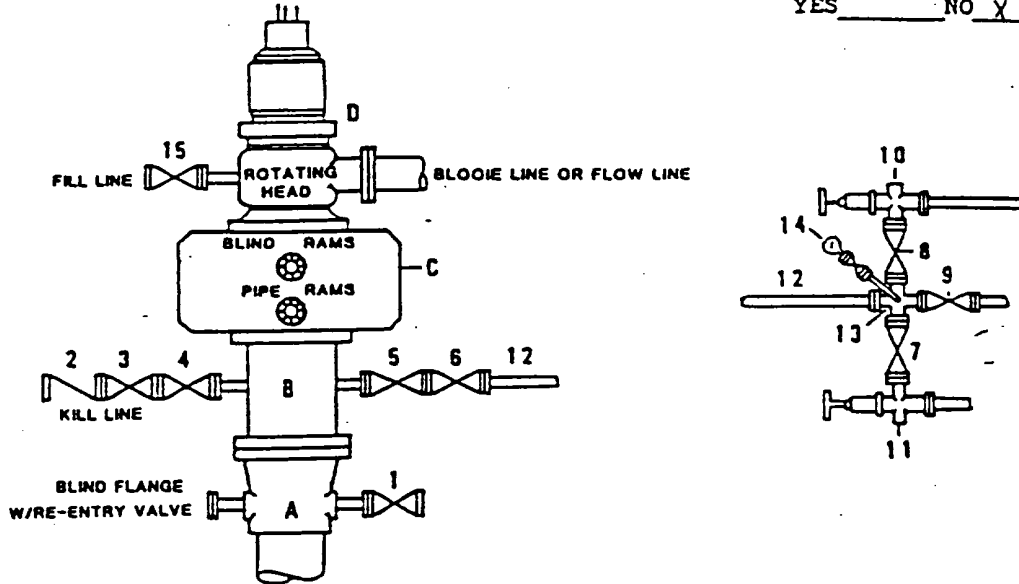 YES NO X
D
15
FILL LINE
ROTATING
HEAD
BLOOIE LINE OR FLOW LINE
BLIND RAMS
C
PIPE RAMS
2 3 4
KILL LINE
B
5 6 12
BLIND FLANGE
W/RE-ENTRY VALVE
A
1
10
14
8
12
9
13
7
11